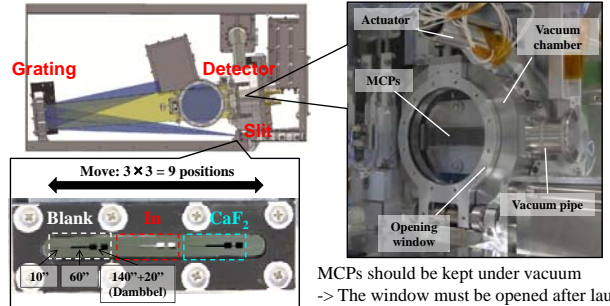 Grating
Detector
Slit
Move: 3×3 = 9 positions
Blank
In
CaF2
10”
60”
140”+20”
(Dambbel)
Actuator
Vacuum
chamber
MCPs
Opening
window
Vacuum pipe
MCPs should be kept under vacuum
-> The window must be opened after lau